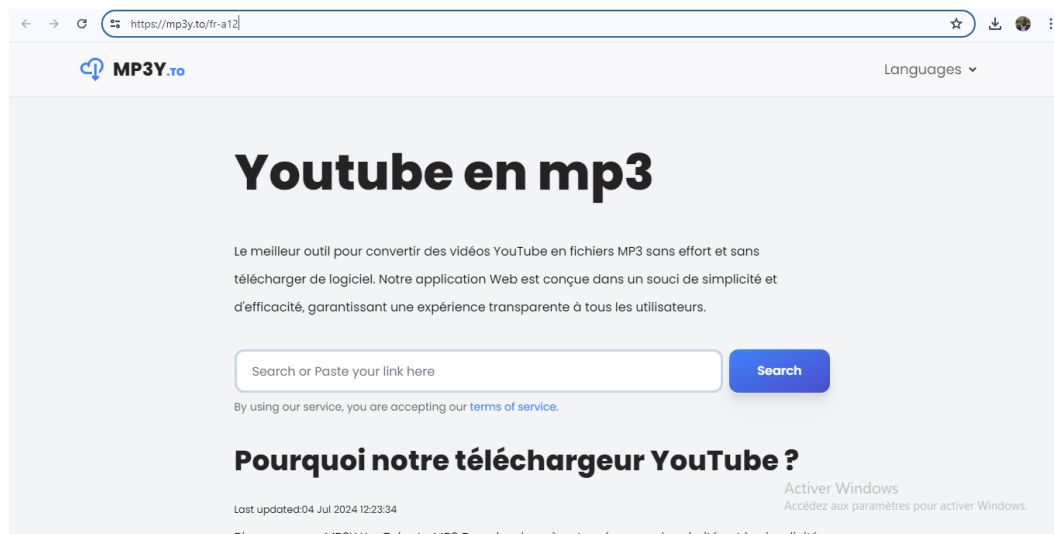 https://mp3y.to/fr-a12
MP3Y.TO
Languages
Youtube en mp3
Le meilleur outil pour convertir des vidéos YouTube en fichiers MP3 sans effort et sans
télécharger de logiciel. Notre application Web est conçue dans un souci de simplicité et
d'efficacité, garantissant une expérience transparente à tous les utilisateurs.
Search or Paste your link here
Search
By using our service, you are accepting our terms of service.
Pourquoi notre téléchargeur YouTube ?
Activer Windows
Accédez aux paramètres pour activer Windows.
Last updated:04 Jul 2024 12:23:34